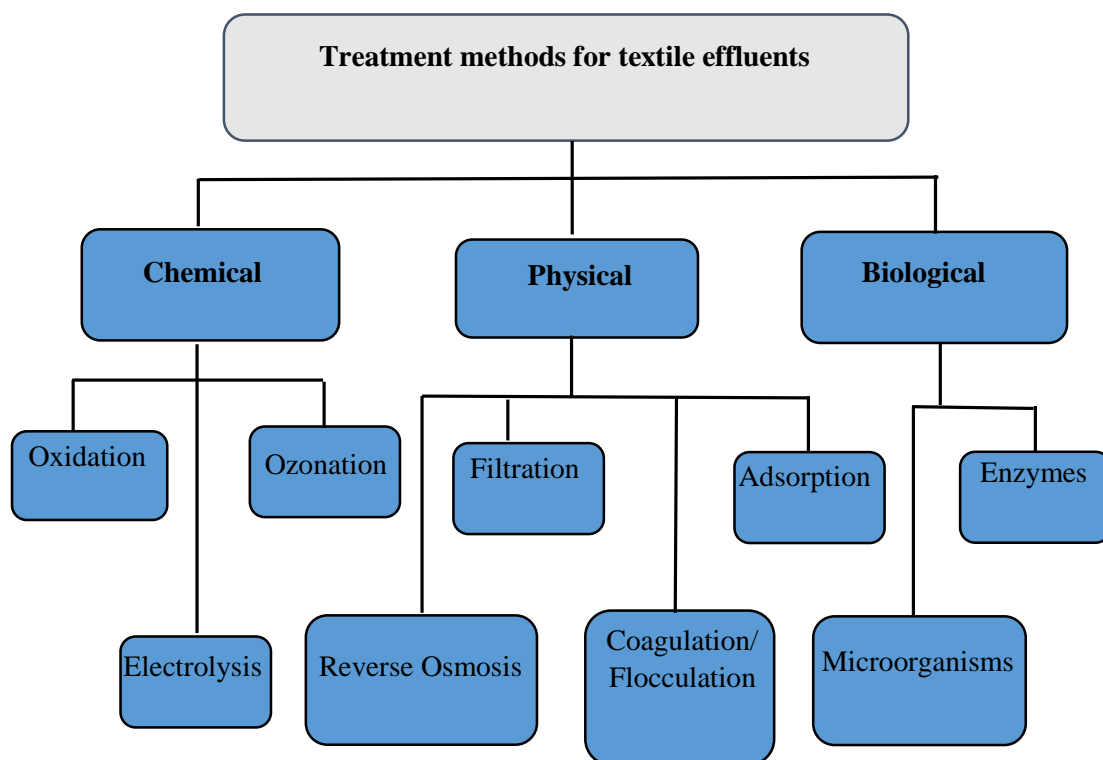 Treatment methods for textile effluents
Chemical
Physical
Biological
Oxidation
Ozonation
Filtration
Adsorption
Enzymes
Electrolysis
Reverse Osmosis
Coagulation/
Flocculation
Microorganisms